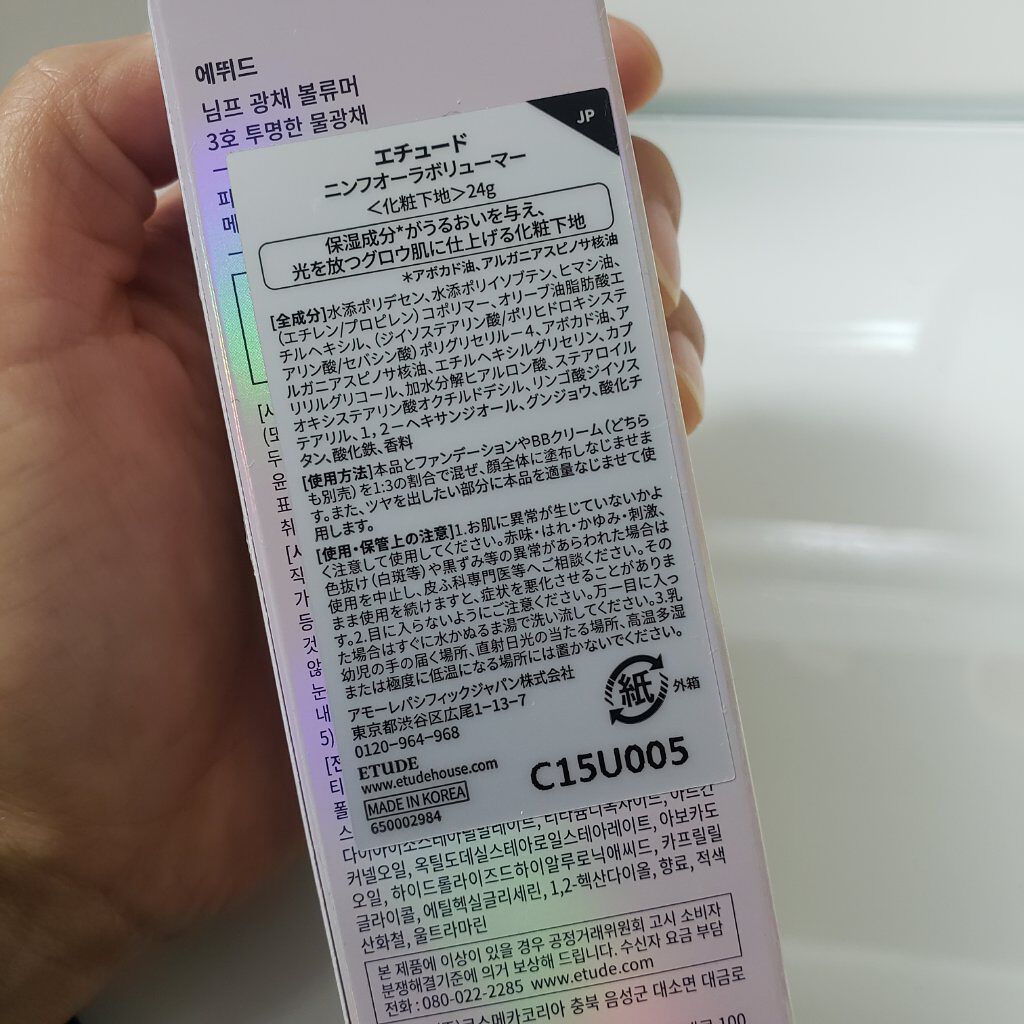 에뛰드
님프 광채 볼류머
3호 투명한 물광채
JP
エチュード
ニンフオーラボリューマー
＜化粧下地＞24g
保湿成分*がうるおいを与え、
光を放つグロウ肌に仕上げる化粧下地
*アボカド油、アルガニアスピノサ核油
[全成分]水添ポリデセン、水添ポリイソブテン、ヒマシ油、
(エチレン/プロピレン)コポリマー、オリーブ油脂肪酸エ
チルヘキシル、(ジイソステアリン酸/ポリヒドロキシステ
アリン酸/セバシン酸)ポリグリセリル－4、アボカド油、ア
ルガニアスピノサ核油、エチルヘキシルグリセリン、カプ
リリルグリコール、加水分解ヒアルロン酸、ステアロイル
オキシステアリン酸オクチルドデシル、リンゴ酸ジイソス
テアリル、1,2－ヘキサンジオール、グンジョウ、酸化チ
タン、酸化鉄、香料
[使用方法]本品とファンデーションやBBクリーム(どちら
も別売)を1:3の割合で混ぜ、顔全体に塗布しなじませま
す。また、ツヤを出したい部分に本品を適量なじませて使
用します。
[使用・保管上の注意]1.お肌に異常が生じていないかよ
く注意して使用してください。赤味・はれ・かゆみ・刺激、
色抜け(白斑等)や黒ずみ等の異常があらわれた場合は
使用を中止し、皮ふ科専門医等へご相談ください。その
まま使用を続けますと、症状を悪化させることがありま
す。2.目に入らないようにご注意ください。万一目に入っ
た場合はすぐに水かぬるま湯で洗い流してください。3.乳
幼児の手の届く場所、直射日光の当たる場所、高温多湿
または極度に低温になる場所には置かないでください。
アモーレパシフィックジャパン株式会社
東京都渋谷区広尾1-13-7
0120-964-968
紙 外箱
ETUDE
www.etudehouse.com
MADE IN KOREA
650002984
C15U005
커넬오일, 옥틸도데실스테아로일스테아레이트, 아보카도
오일, 하이드롤라이즈드하이알루로닉애씨드, 카프릴릴
글라이콜, 에틸헥실글리세린, 1,2-헥산다이올, 향료, 적색
산화철, 울트라마린
본 제품에 이상이 있을 경우 공정거래위원회 고시 소비자
분쟁해결기준에 의거 보상해 드립니다. 수신자 요금 부담
전화 : 080-022-2285 www.etude.com
코스메카코리아 충북 음성군 대소면 대금로